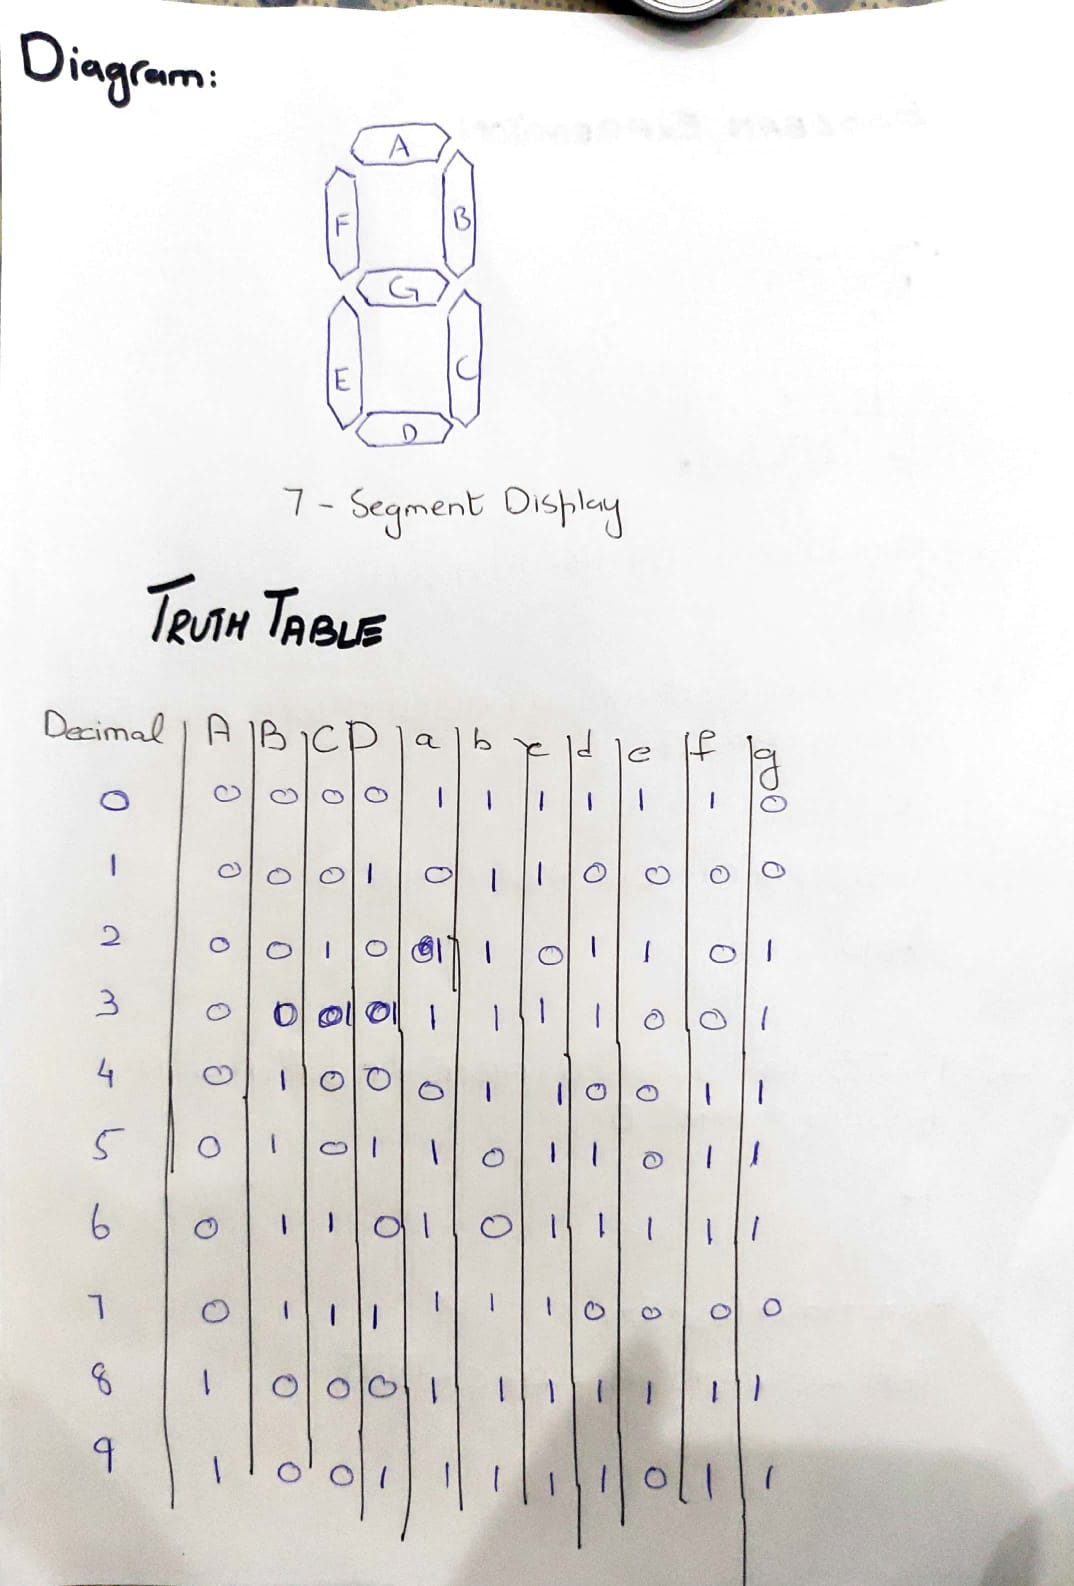 Diagram:
A
F B
G
E C
D
7 - Segment Display
TRUTH TABLE
Decimal | A | B | C | D | a | b | c | d | e | f | g
0 0 0 0 0 1 1 1 1 1 1 0
1 0 0 0 1 0 1 1 0 0 0 0
2 0 0 1 0 1 1 0 1 1 0 1
3 0 0 1 1 1 1 1 1 0 0 1
4 0 1 0 0 0 1 1 0 0 1 1
5 0 1 0 1 1 0 1 1 0 1 1
6 0 1 1 0 1 0 1 1 1 1 1
7 0 1 1 1 1 1 1 0 0 0 0
8 1 0 0 0 1 1 1 1 1 1 1
9 1 0 0 1 1 1 1 1 0 1 1